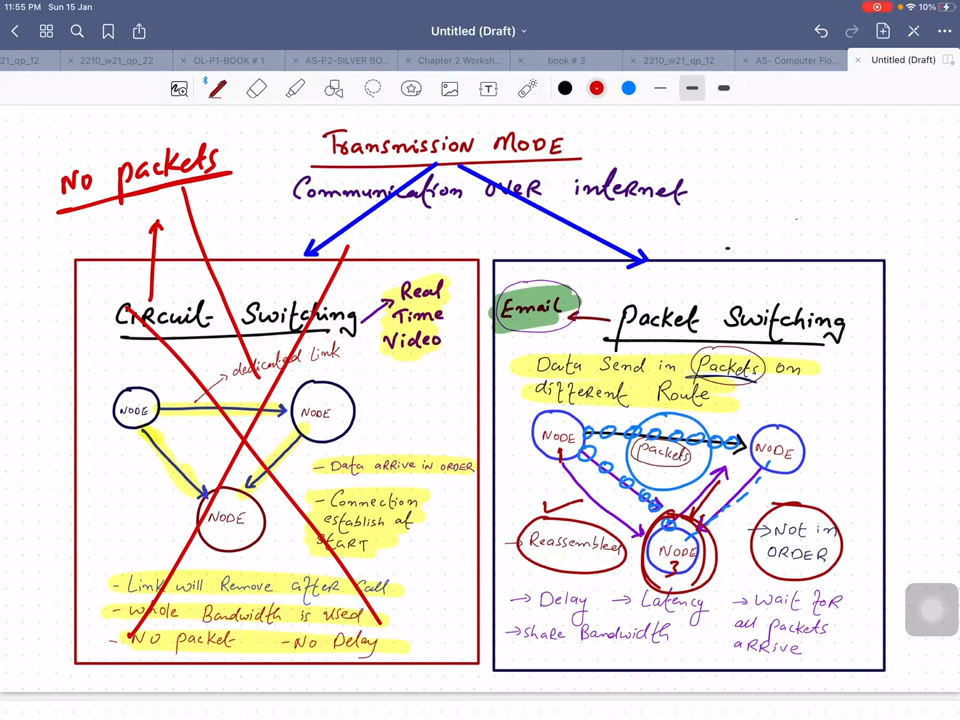 11:55 PM Sun 15 Jan
10%
Untitled (Draft)
21_qp_12
2210_w21_qp_22
OL-P1-BOOK # 1
AS-P2-SILVER BO...
Chapter 2 Worksh...
book # 3
2210_w21_qp_12
AS- Computer Flo...
Untitled (Draft)
TRANSMISSION MODE
Communication over internet
No packets
Circuit Switching
Real
Time
Video
dedicated Link
NODE
NODE
NODE
- Data arrive in ORDER
- Connection
establish at
START
- Link will Remove after call
- whole Bandwidth is used
- No packet - No Delay
Email
Packet Switching
Data Send in Packets on
different Route
NODE
packets
NODE
NODE
3
→ Reassembled
→ Not in
ORDER
→ Delay → Latency → wait for
all packets
arrive
→ share Bandwidth